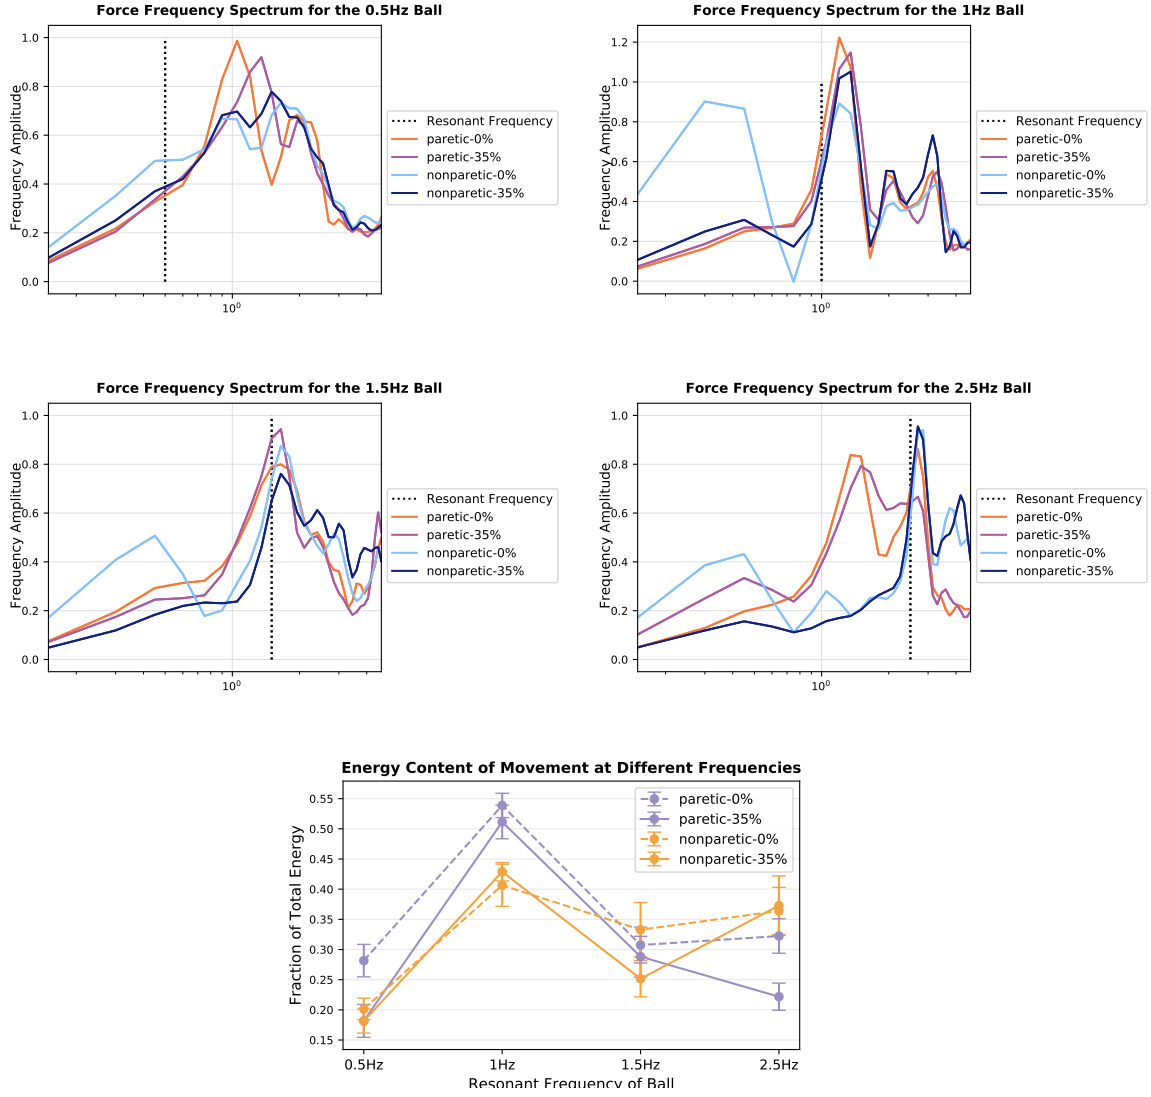 Force Frequency Spectrum for the 0.5Hz Ball
Frequency Amplitude
1.0
0.8
0.6
0.4
0.2
0.0
10⁰
Resonant Frequency
paretic-0%
paretic-35%
nonparetic-0%
nonparetic-35%
Force Frequency Spectrum for the 1Hz Ball
Frequency Amplitude
1.2
1.0
0.8
0.6
0.4
0.2
0.0
10⁰
Resonant Frequency
paretic-0%
paretic-35%
nonparetic-0%
nonparetic-35%
Force Frequency Spectrum for the 1.5Hz Ball
Frequency Amplitude
1.0
0.8
0.6
0.4
0.2
0.0
10⁰
Resonant Frequency
paretic-0%
paretic-35%
nonparetic-0%
nonparetic-35%
Force Frequency Spectrum for the 2.5Hz Ball
Frequency Amplitude
1.0
0.8
0.6
0.4
0.2
0.0
10⁰
Resonant Frequency
paretic-0%
paretic-35%
nonparetic-0%
nonparetic-35%
Energy Content of Movement at Different Frequencies
Fraction of Total Energy
0.55
0.50
0.45
0.40
0.35
0.30
0.25
0.20
0.15
paretic-0%
paretic-35%
nonparetic-0%
nonparetic-35%
0.5Hz 1Hz 1.5Hz 2.5Hz
Resonant Frequency of Ball